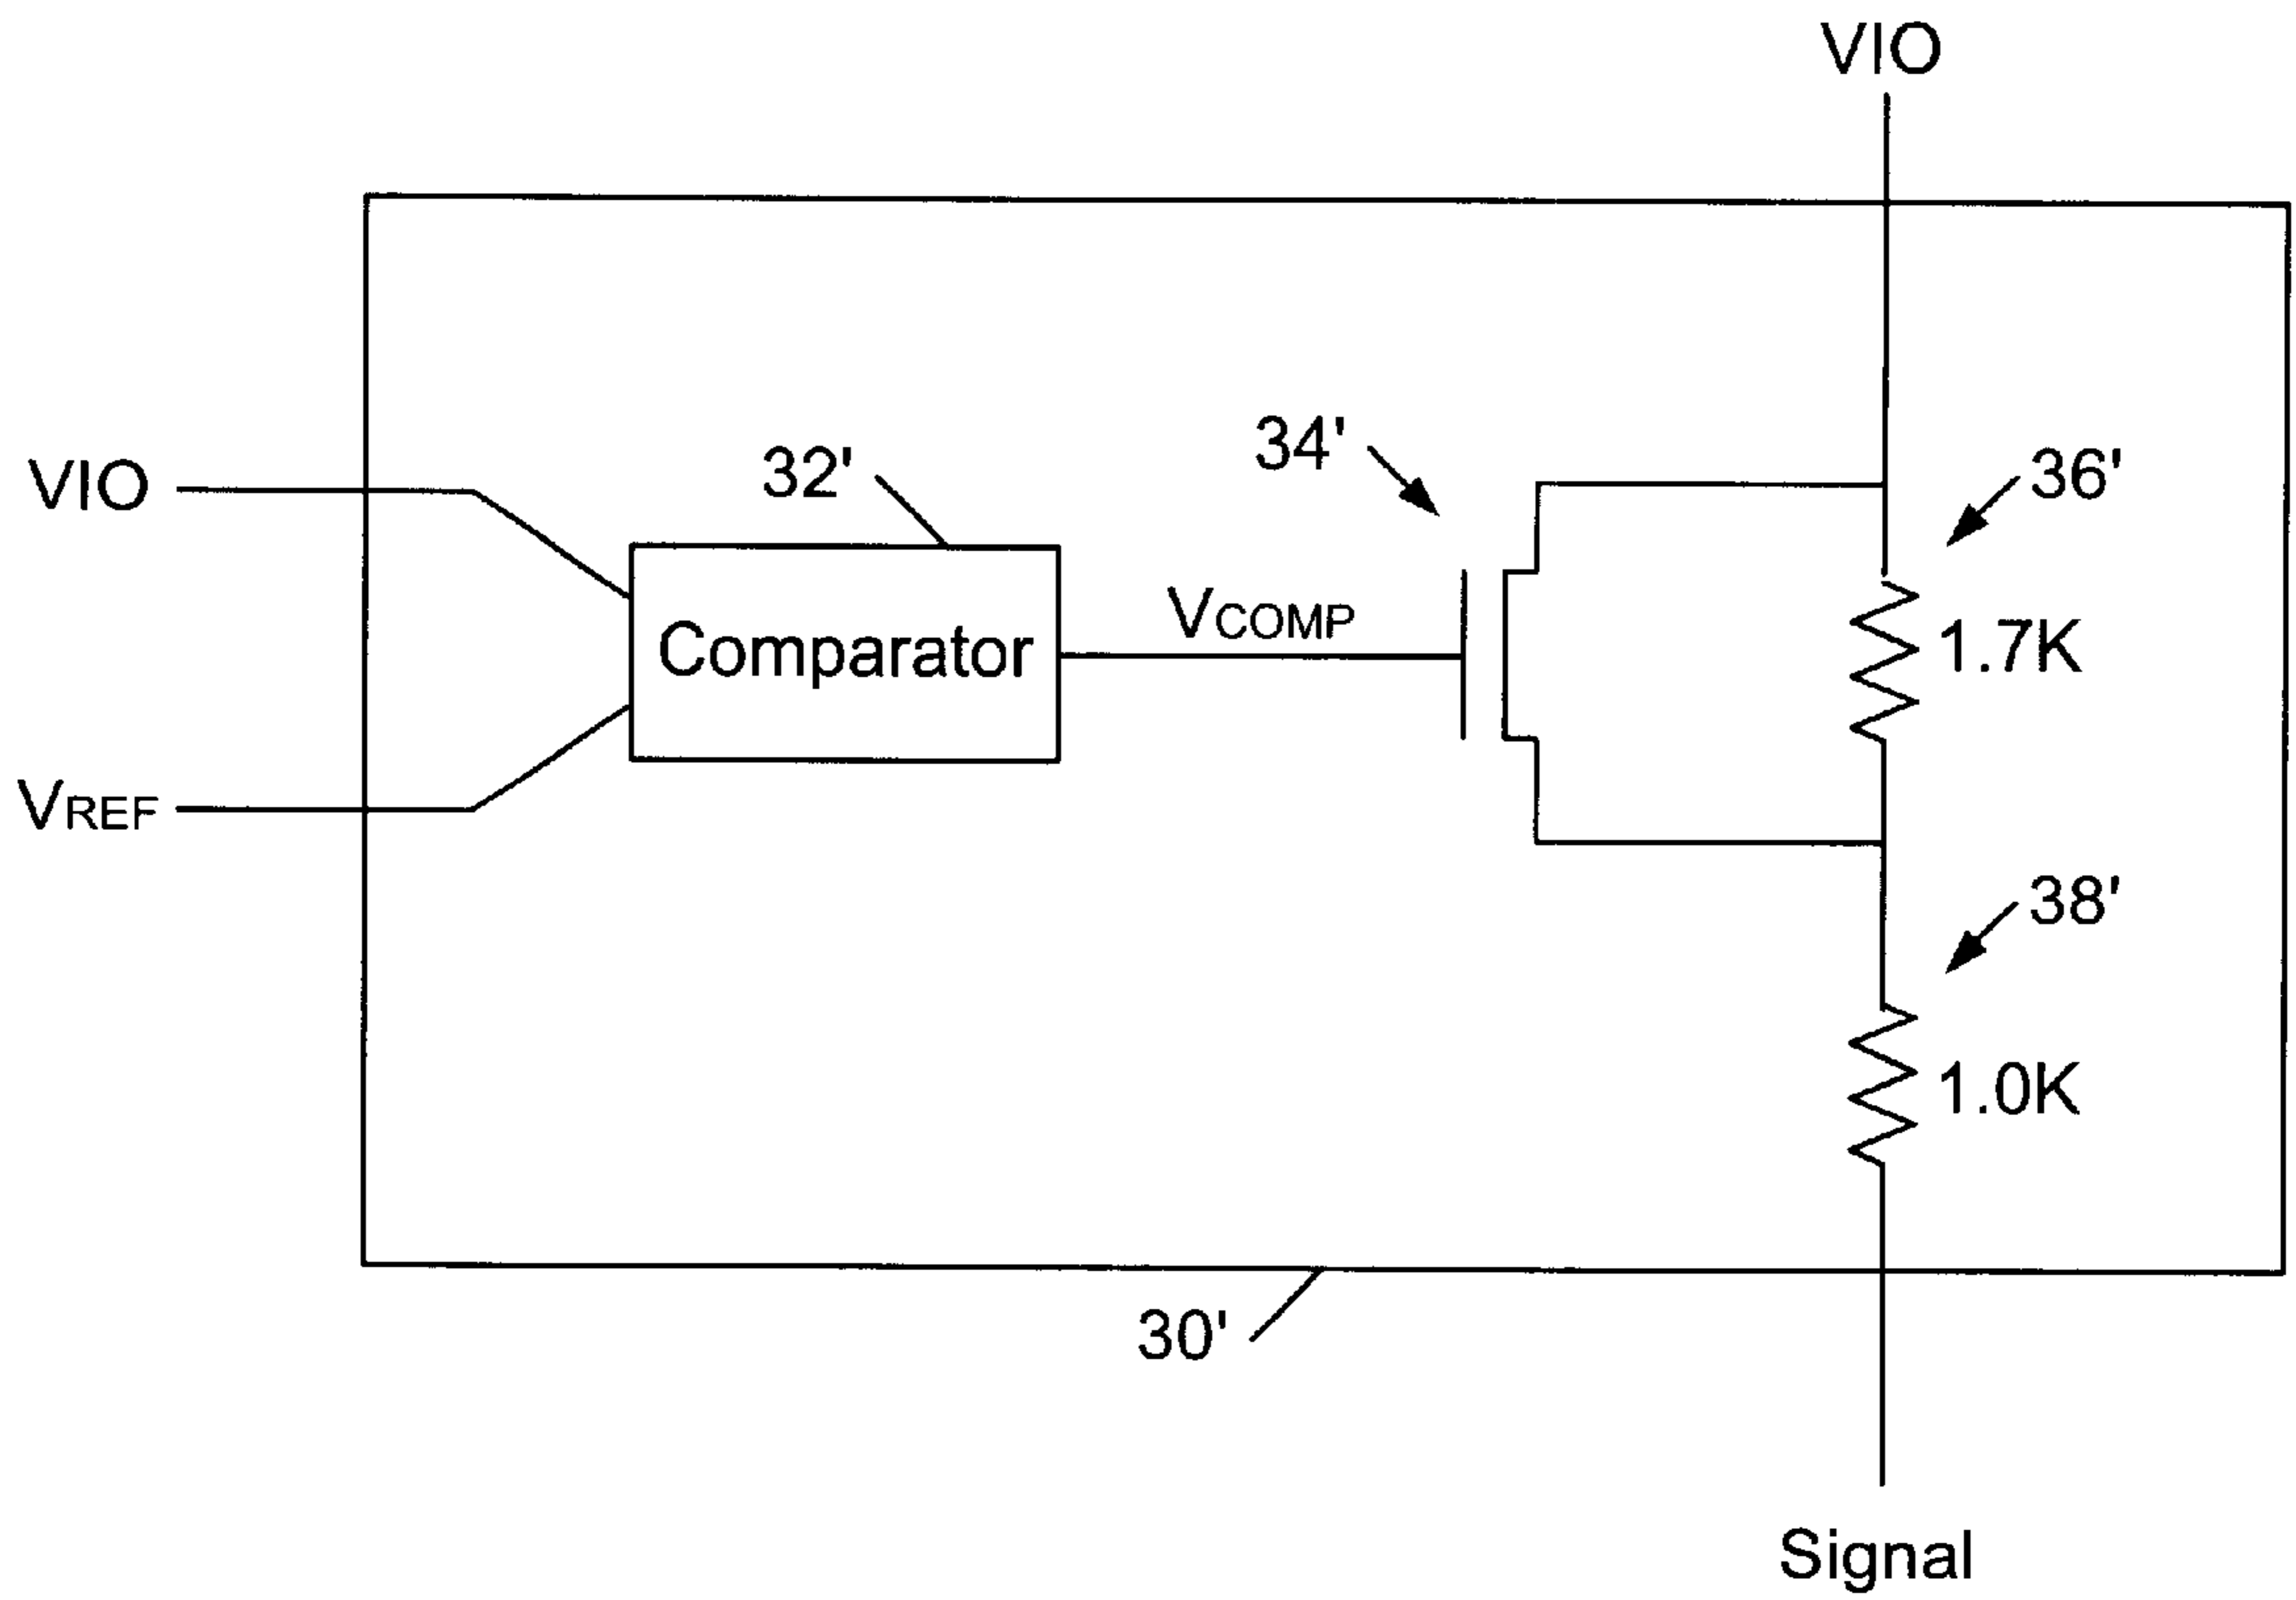 VIO
34'
36'
32'
VIO
VCOMP
Comparator
1.7K
VREF
38'
1.0K
30'
Signal